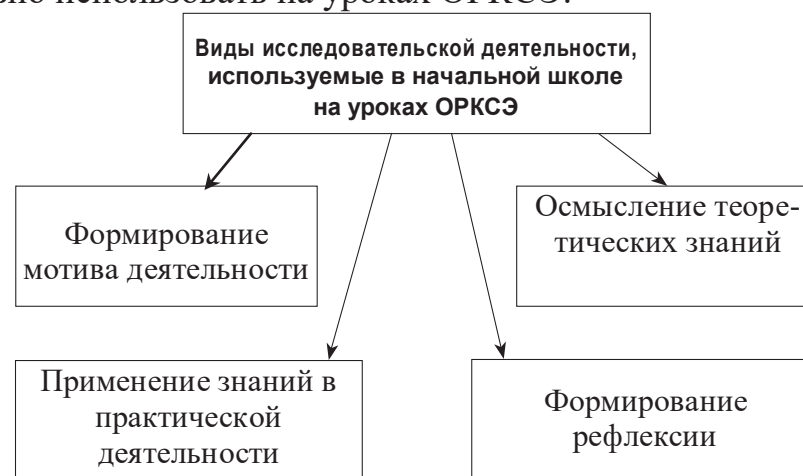 использовать на уроках ОРКСЭ:
Виды исследовательской деятельности,
используемые в начальной школе
на уроках ОРКСЭ
Формирование
мотива деятельности
Осмысление теоре-
тических знаний
Применение знаний в
практической
деятельности
Формирование
рефлексии